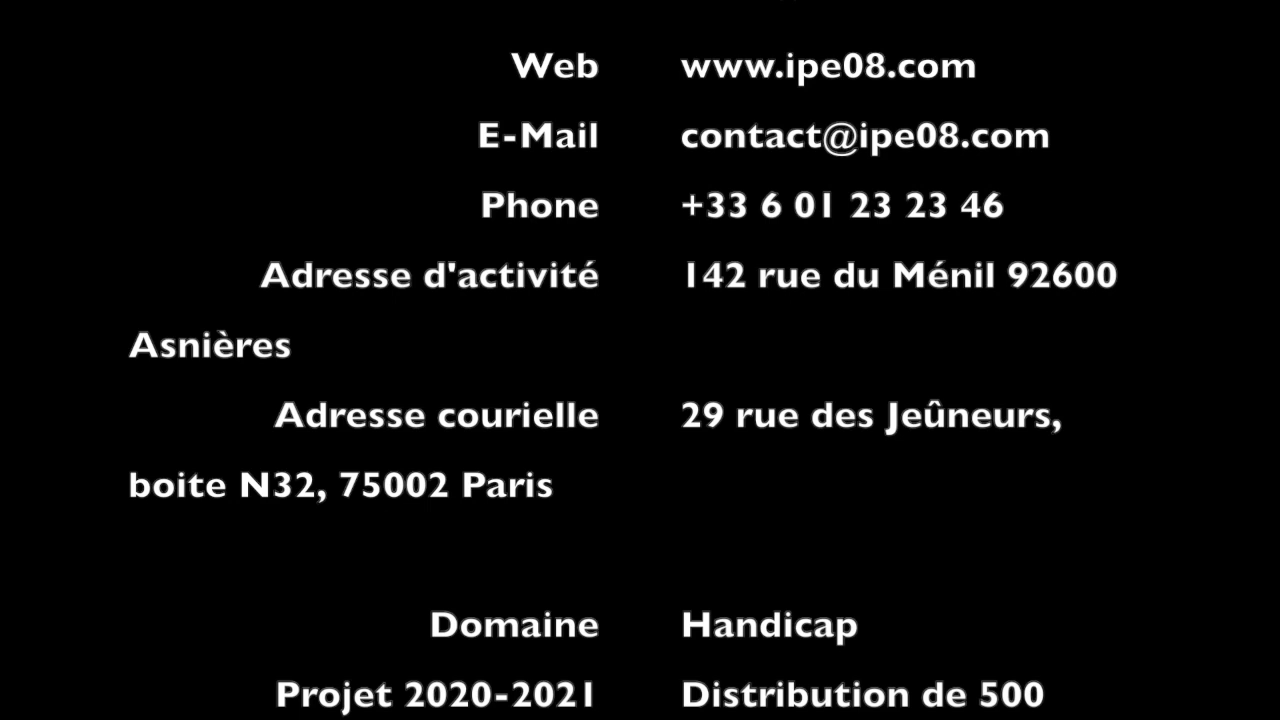 Web www.ipe08.com
E-Mail contact@ipe08.com
Phone +33 6 01 23 23 46
Adresse d'activité 142 rue du Ménil 92600
Asnières
Adresse courielle 29 rue des Jeûneurs,
boite N32, 75002 Paris
Domaine Handicap
Projet 2020-2021 Distribution de 500